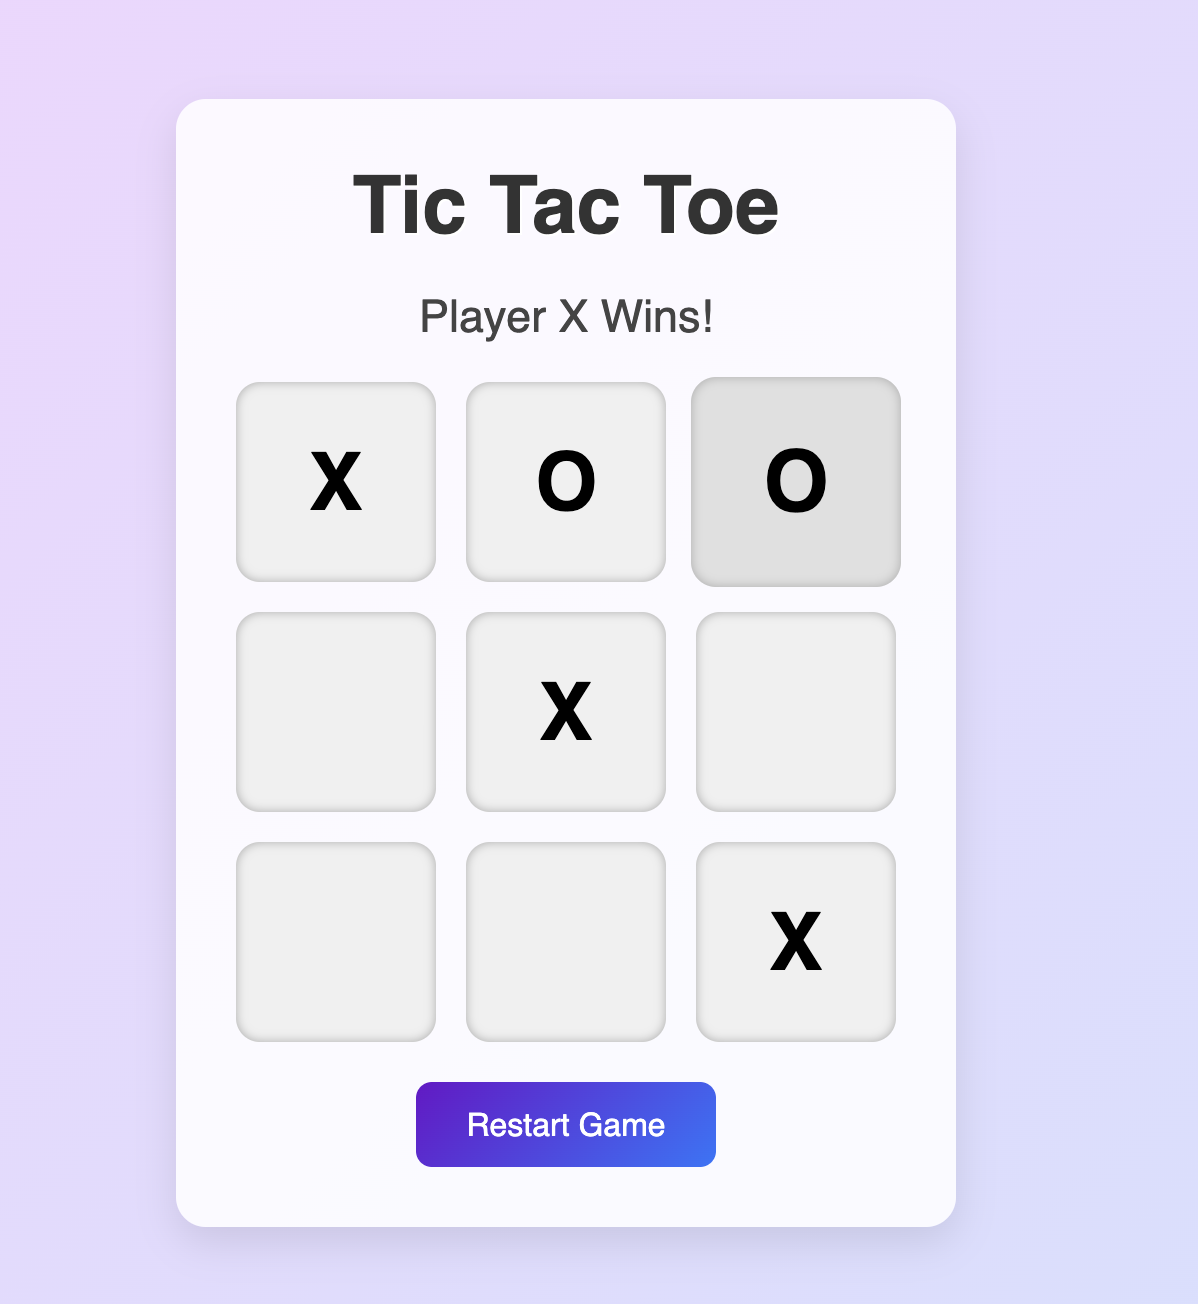 Tic Tac Toe
Player X Wins!
X O O
X
X
Restart Game